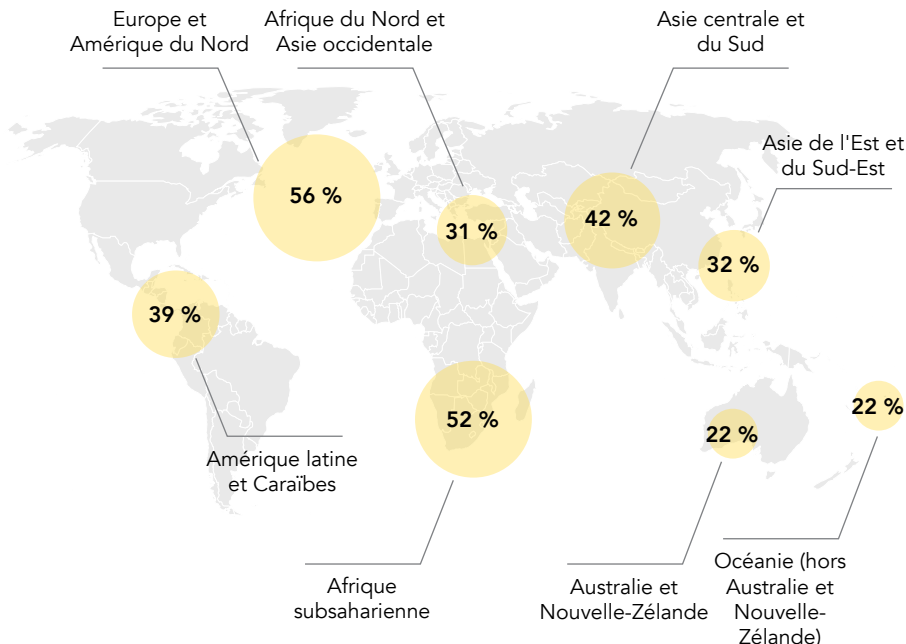 Europe et
Amérique du Nord
Afrique du Nord et
Asie occidentale
Asie centrale et
du Sud
Asie de l'Est et
du Sud-Est
56 %
31 %
42 %
32 %
39 %
52 %
22 %
22 %
Amérique latine
et Caraïbes
Afrique
subsaharienne
Australie et
Nouvelle-Zélande
Océanie (hors
Australie et
Nouvelle-
Zélande)